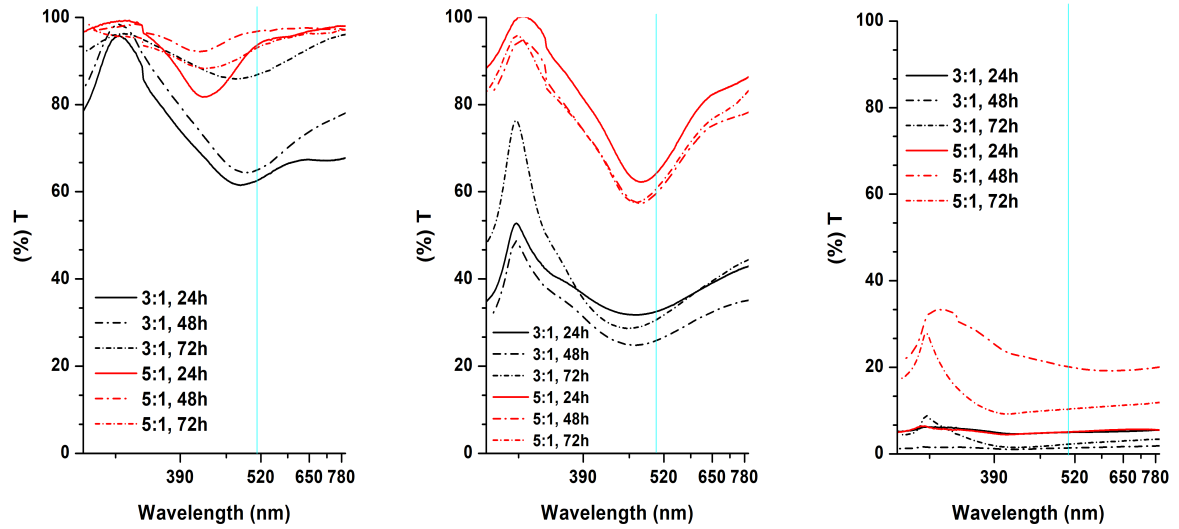 100
80
60
40
20
0
(%) T
3:1, 24h
3:1, 48h
3:1, 72h
5:1, 24h
5:1, 48h
5:1, 72h
390 520 650 780
Wavelength (nm)
100
80
60
40
20
0
(%) T
3:1, 24h
3:1, 48h
3:1, 72h
5:1, 24h
5:1, 48h
5:1, 72h
390 520 650 780
Wavelength (nm)
100
80
60
40
20
0
(%) T
3:1, 24h
3:1, 48h
3:1, 72h
5:1, 24h
5:1, 48h
5:1, 72h
390 520 650 780
Wavelength (nm)